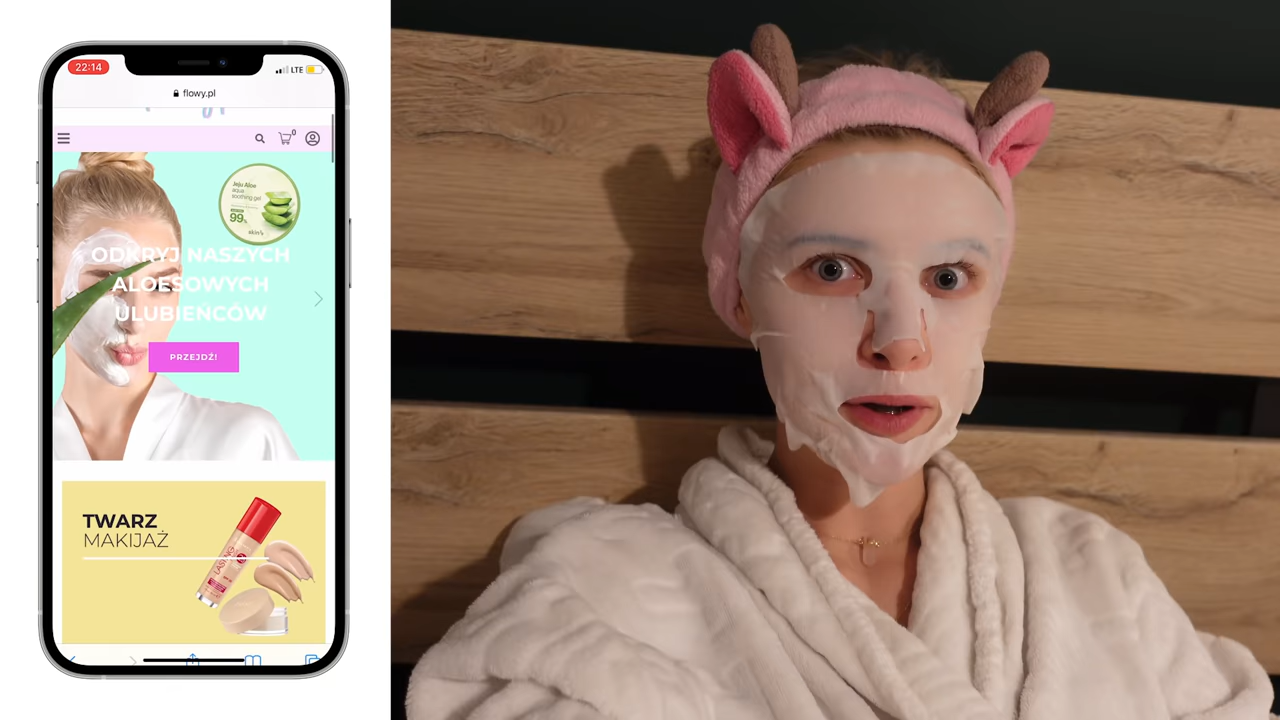 22:14
LTE
flowy.pl
0
Jeju Aloe
aqua
soothing gel
99%
skin79
ODKRYJ NASZYCH
ALOESOWYCH
ULUBIEŃCÓW
PRZEJDŹ!
TWARZ
MAKIJAŻ
LASTING